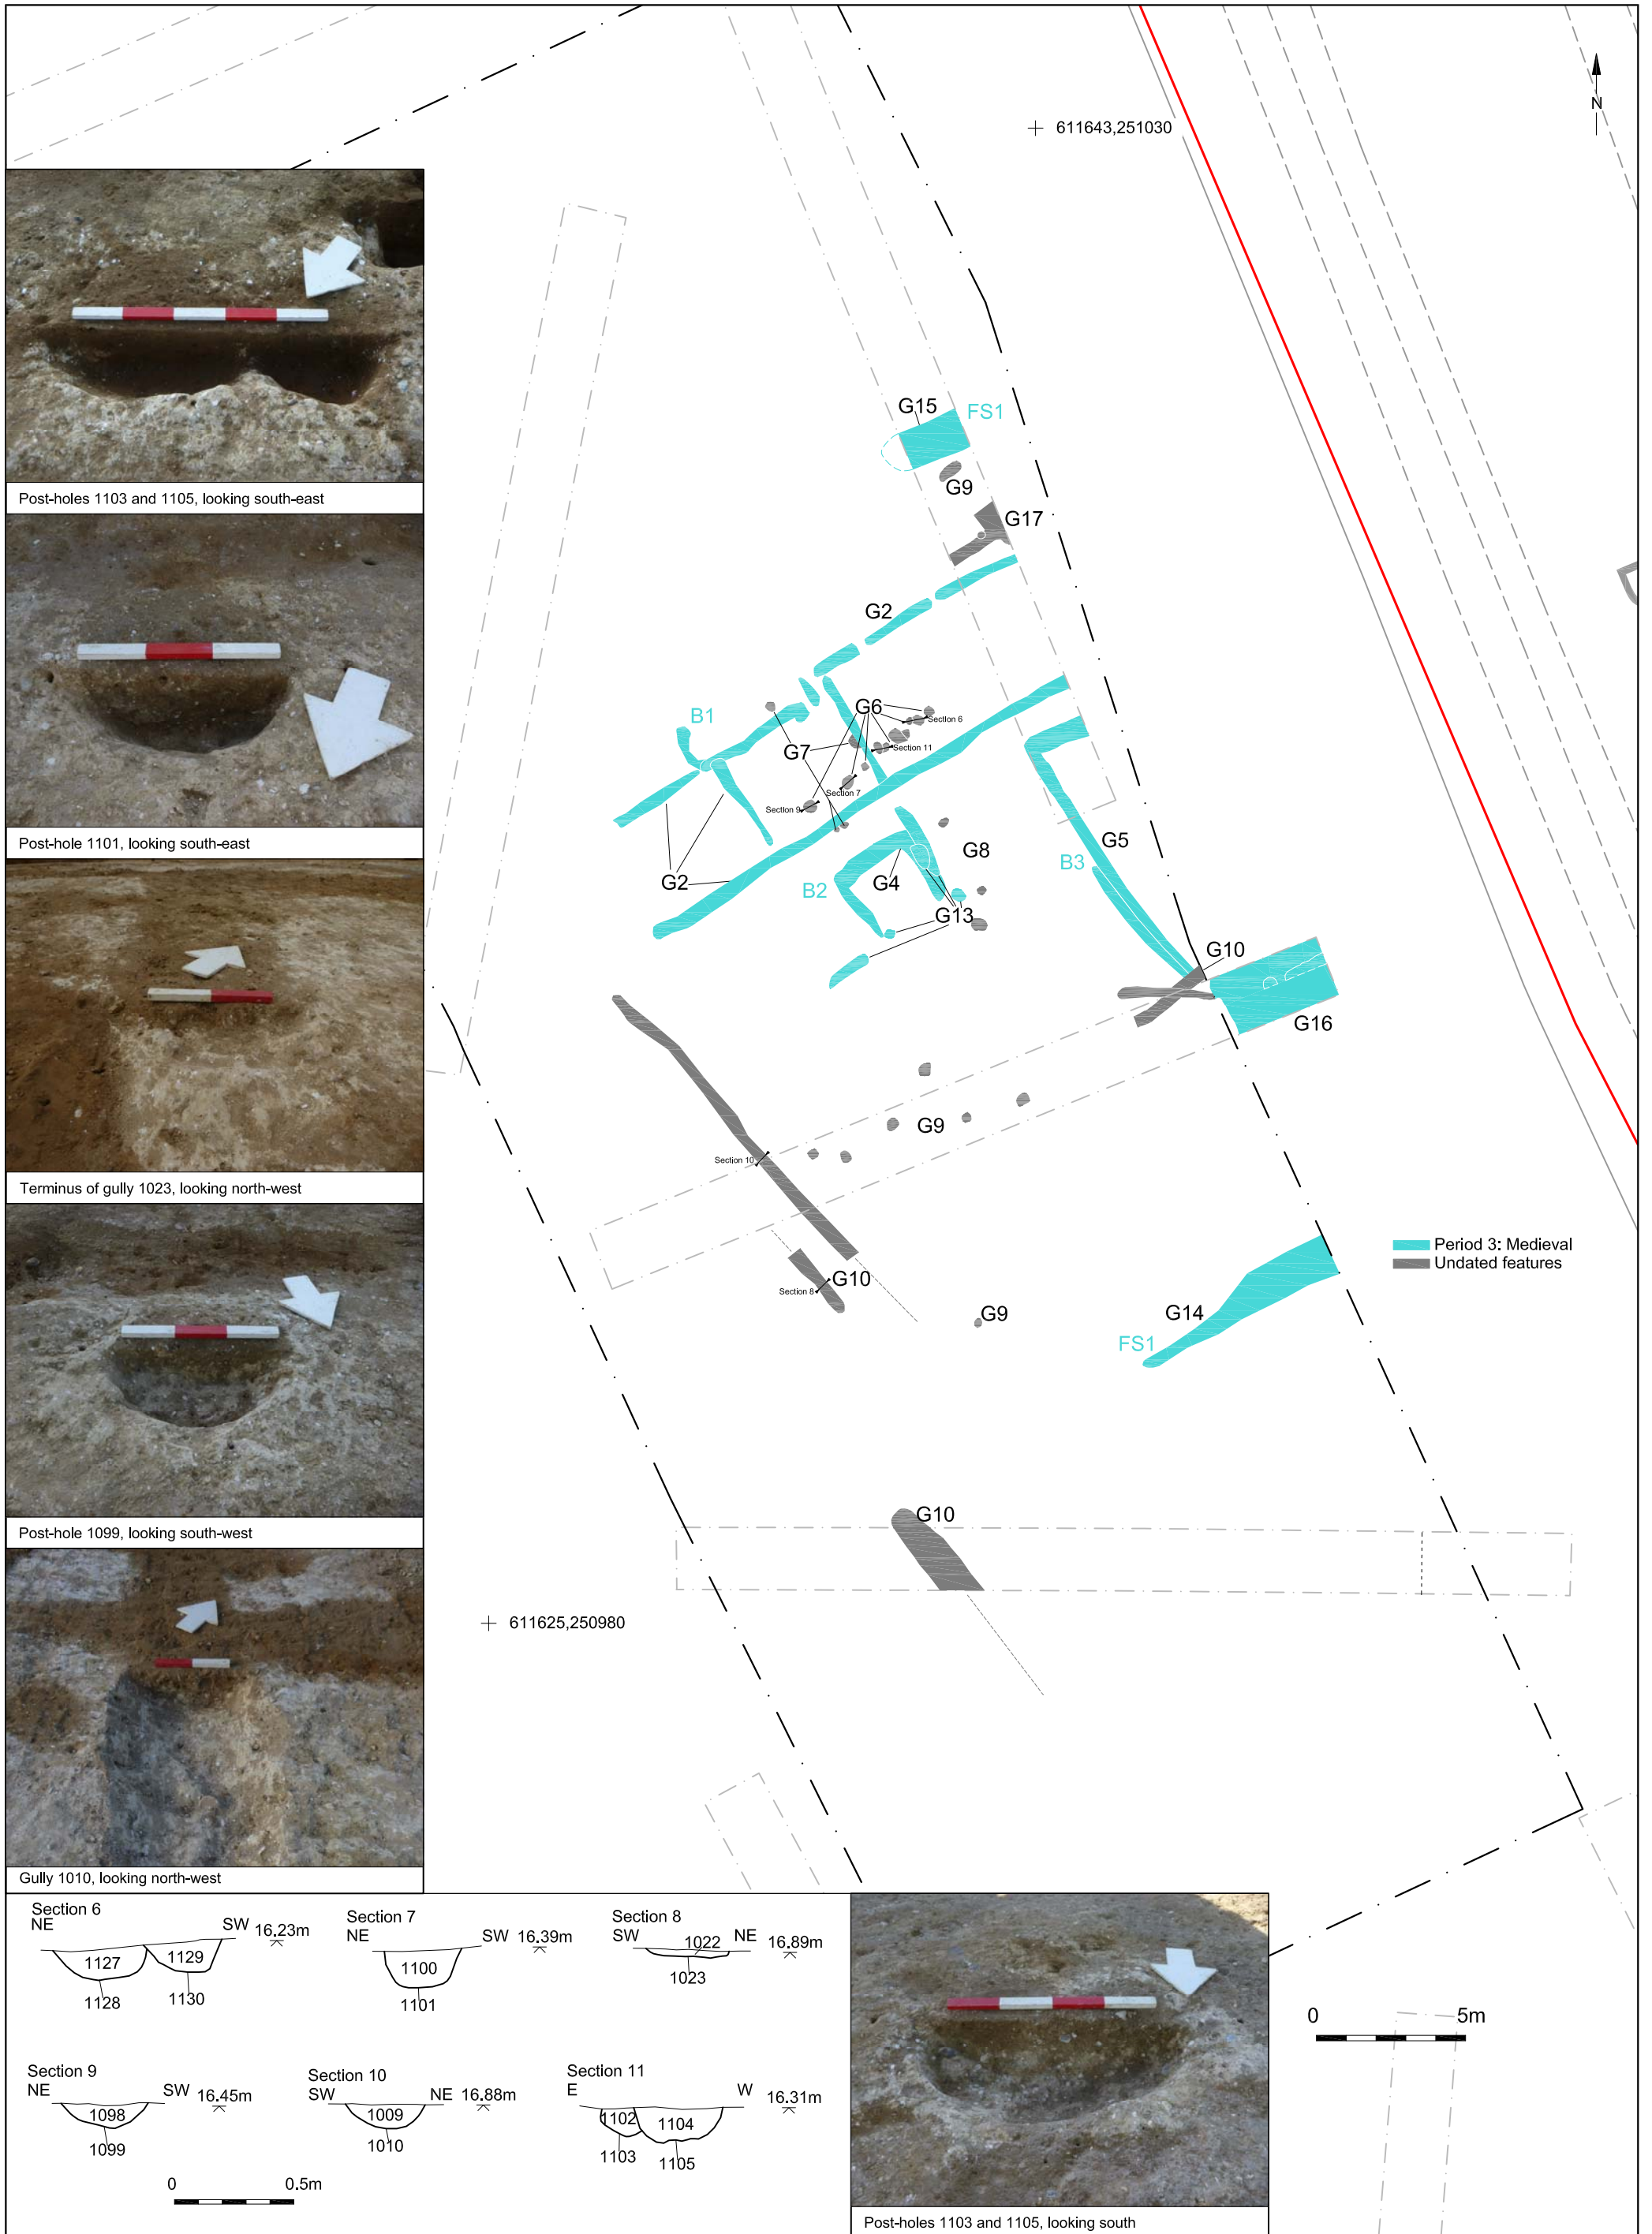 611643,251030
N
Post-holes 1103 and 1105, looking south-east
Post-hole 1101, looking south-east
Terminus of gully 1023, looking north-west
Post-hole 1099, looking south-west
Gully 1010, looking north-west
G15
FS1
G9
G17
G2
B1
G6
Section 6
G7
Section 11
Section 7
Section 9
G2
B2
G4
G8
G13
G5
B3
G10
G16
G9
Section 10
Section 8
G10
G9
G14
FS1
Period 3: Medieval
Undated features
G10
611625,250980
Section 6
NE
SW
16.23m
1127
1129
1128
1130
Section 7
NE
SW
16.39m
1100
1101
Section 8
SW
NE
16.89m
1022
1023
Section 9
NE
SW
16.45m
1098
1099
Section 10
SW
NE
16.88m
1009
1010
Section 11
E
W
16.31m
1102
1104
1103
1105
0
0.5m
Post-holes 1103 and 1105, looking south
0
5m